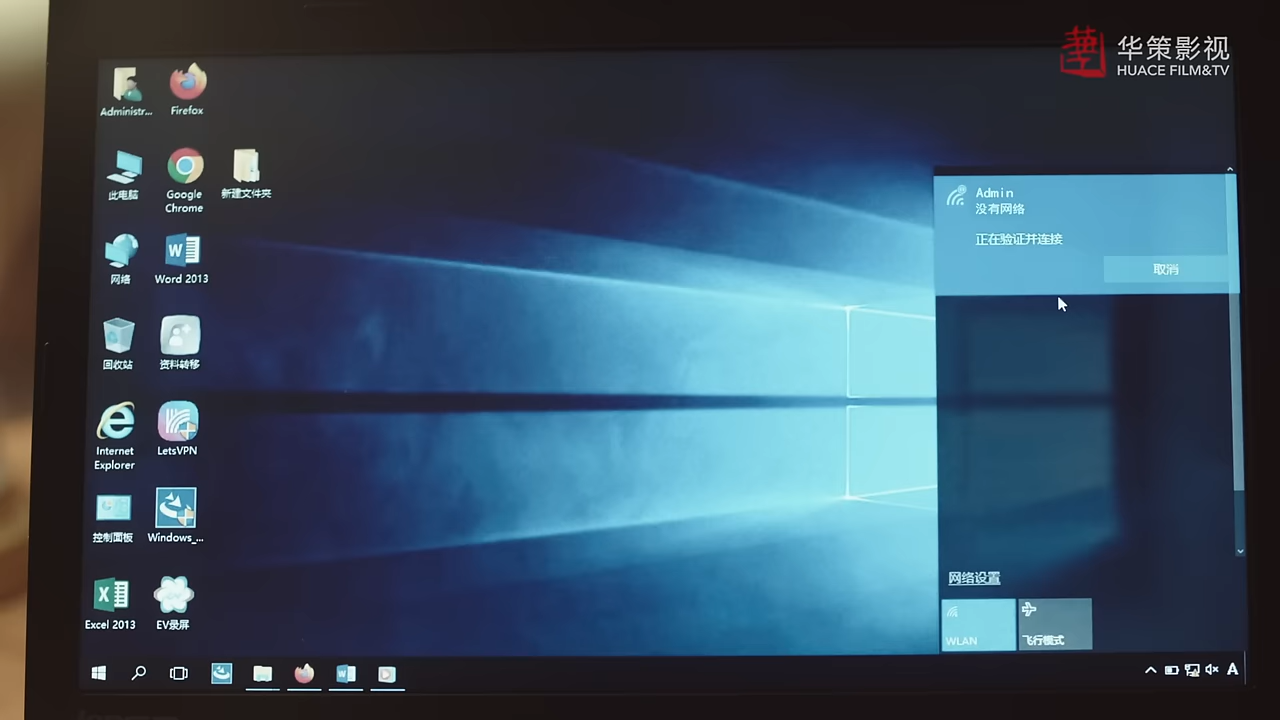 华策影视
HUACE FILM&TV
Administr...
Firefox
此电脑
Google
Chrome
新建文件夹
网络
Word 2013
回收站
资料转移
Internet
Explorer
LetsVPN
控制面板
Windows_...
Excel 2013
EV录屏
Admin
没有网络
正在验证并连接
取消
网络设置
WLAN
飞行模式
A